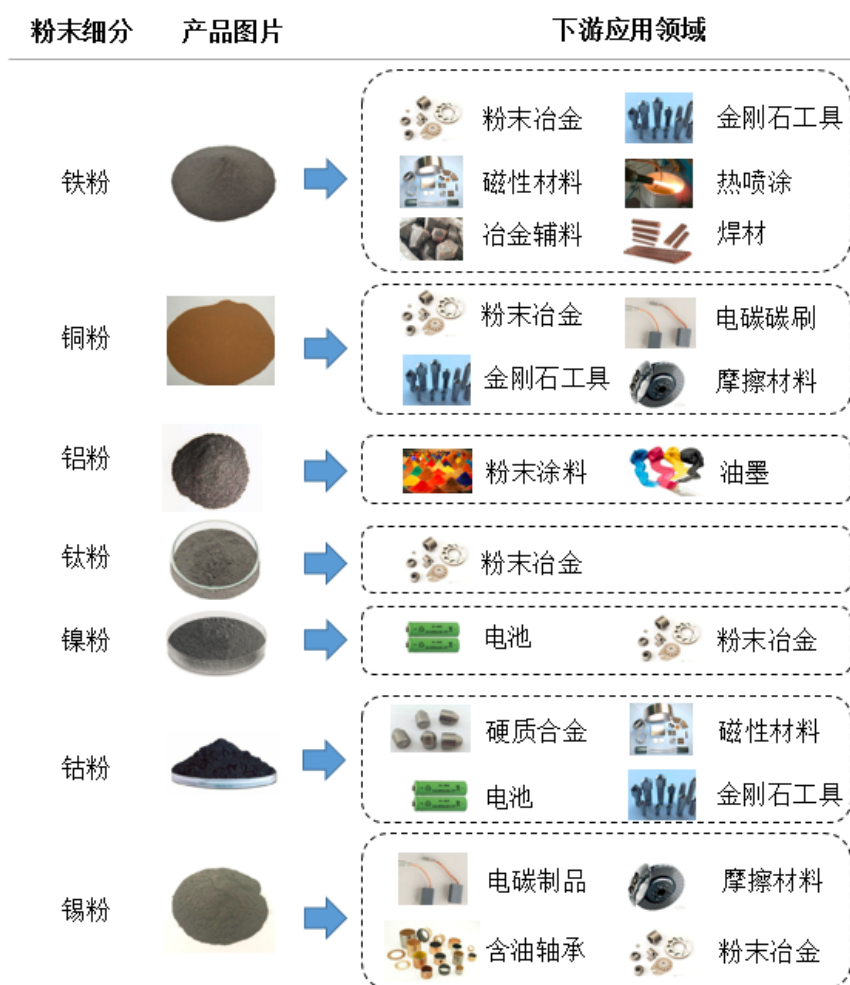 粉末细分 产品图片 下游应用领域
铁粉
粉末冶金 金刚石工具
磁性材料 热喷涂
冶金辅料 焊材
铜粉
粉末冶金 电碳碳刷
金刚石工具 摩擦材料
铝粉
粉末涂料 油墨
钛粉
粉末冶金
镍粉
电池 粉末冶金
钴粉
硬质合金 磁性材料
电池 金刚石工具
锡粉
电碳制品 摩擦材料
含油轴承 粉末冶金